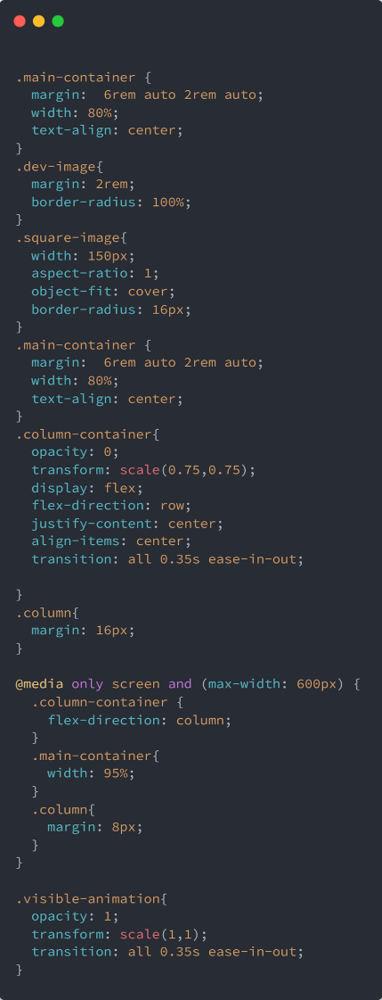 .main-container {
  margin:  6rem auto 2rem auto;
  width: 80%;
  text-align: center;
}
.dev-image{
  margin: 2rem;
  border-radius: 100%;
}
.square-image{
  width: 150px;
  aspect-ratio: 1;
  object-fit: cover;
  border-radius: 16px;
}
.main-container {
  margin:  6rem auto 2rem auto;
  width: 80%;
  text-align: center;
}
.column-container{
  opacity: 0;
  transform: scale(0.75,0.75);
  display: flex;
  flex-direction: row;
  justify-content: center;
  align-items: center;
  transition: all 0.35s ease-in-out;

}
.column{
  margin: 16px;
}

@media only screen and (max-width: 600px) {
  .column-container {
    flex-direction: column;
  }
  .main-container{
    width: 95%;
  }
  .column{
    margin: 8px;
  }
}

.visible-animation{
  opacity: 1;
  transform: scale(1,1);
  transition: all 0.35s ease-in-out;
}